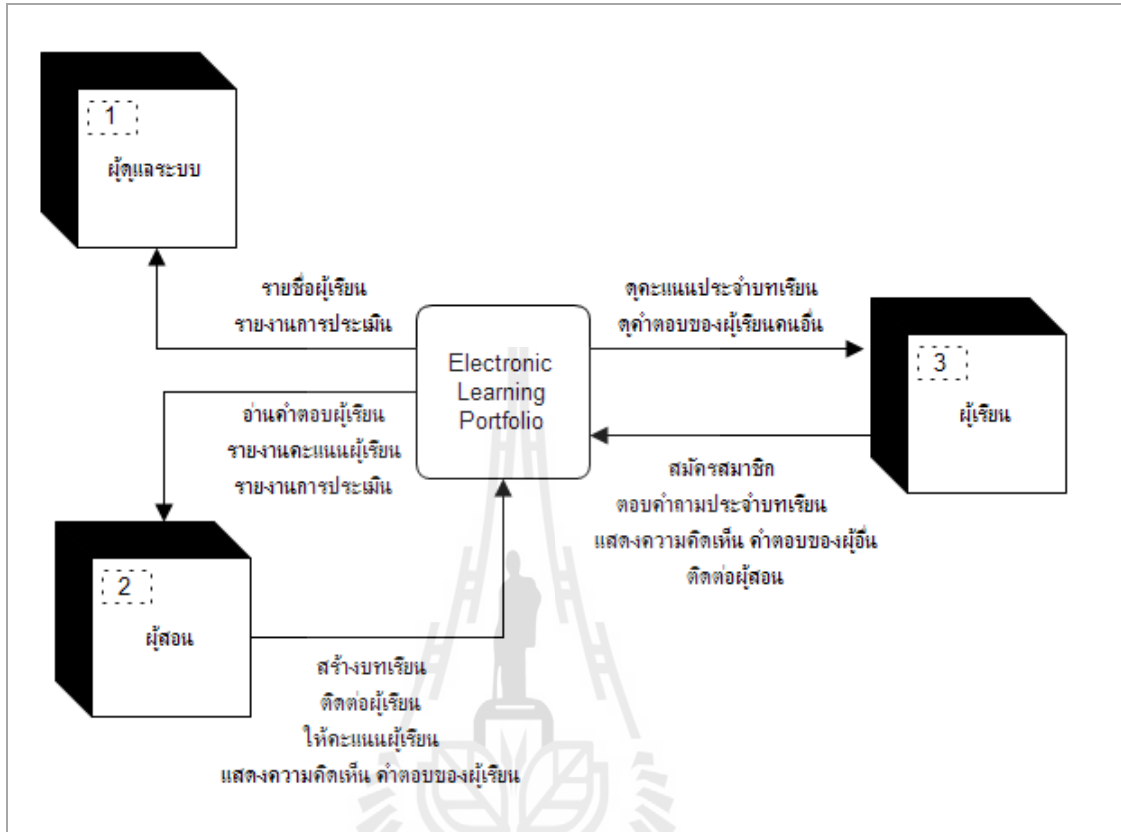 1
ผู้ดูแลระบบ
รายชื่อผู้เรียน
รายงานการประเมิน
ดูคะแนนประจำบทเรียน
ดูคำตอบของผู้เรียนคนอื่น
Electronic
Learning
Portfolio
3
ผู้เรียน
อ่านคำตอบผู้เรียน
รายงานคะแนนผู้เรียน
รายงานการประเมิน
สมัครสมาชิก
ตอบคำถามประจำบทเรียน
แสดงความคิดเห็น คำตอบของผู้อื่น
ติดต่อผู้สอน
2
ผู้สอน
สร้างบทเรียน
ติดต่อผู้เรียน
ให้คะแนนผู้เรียน
แสดงความคิดเห็น คำตอบของผู้เรียน